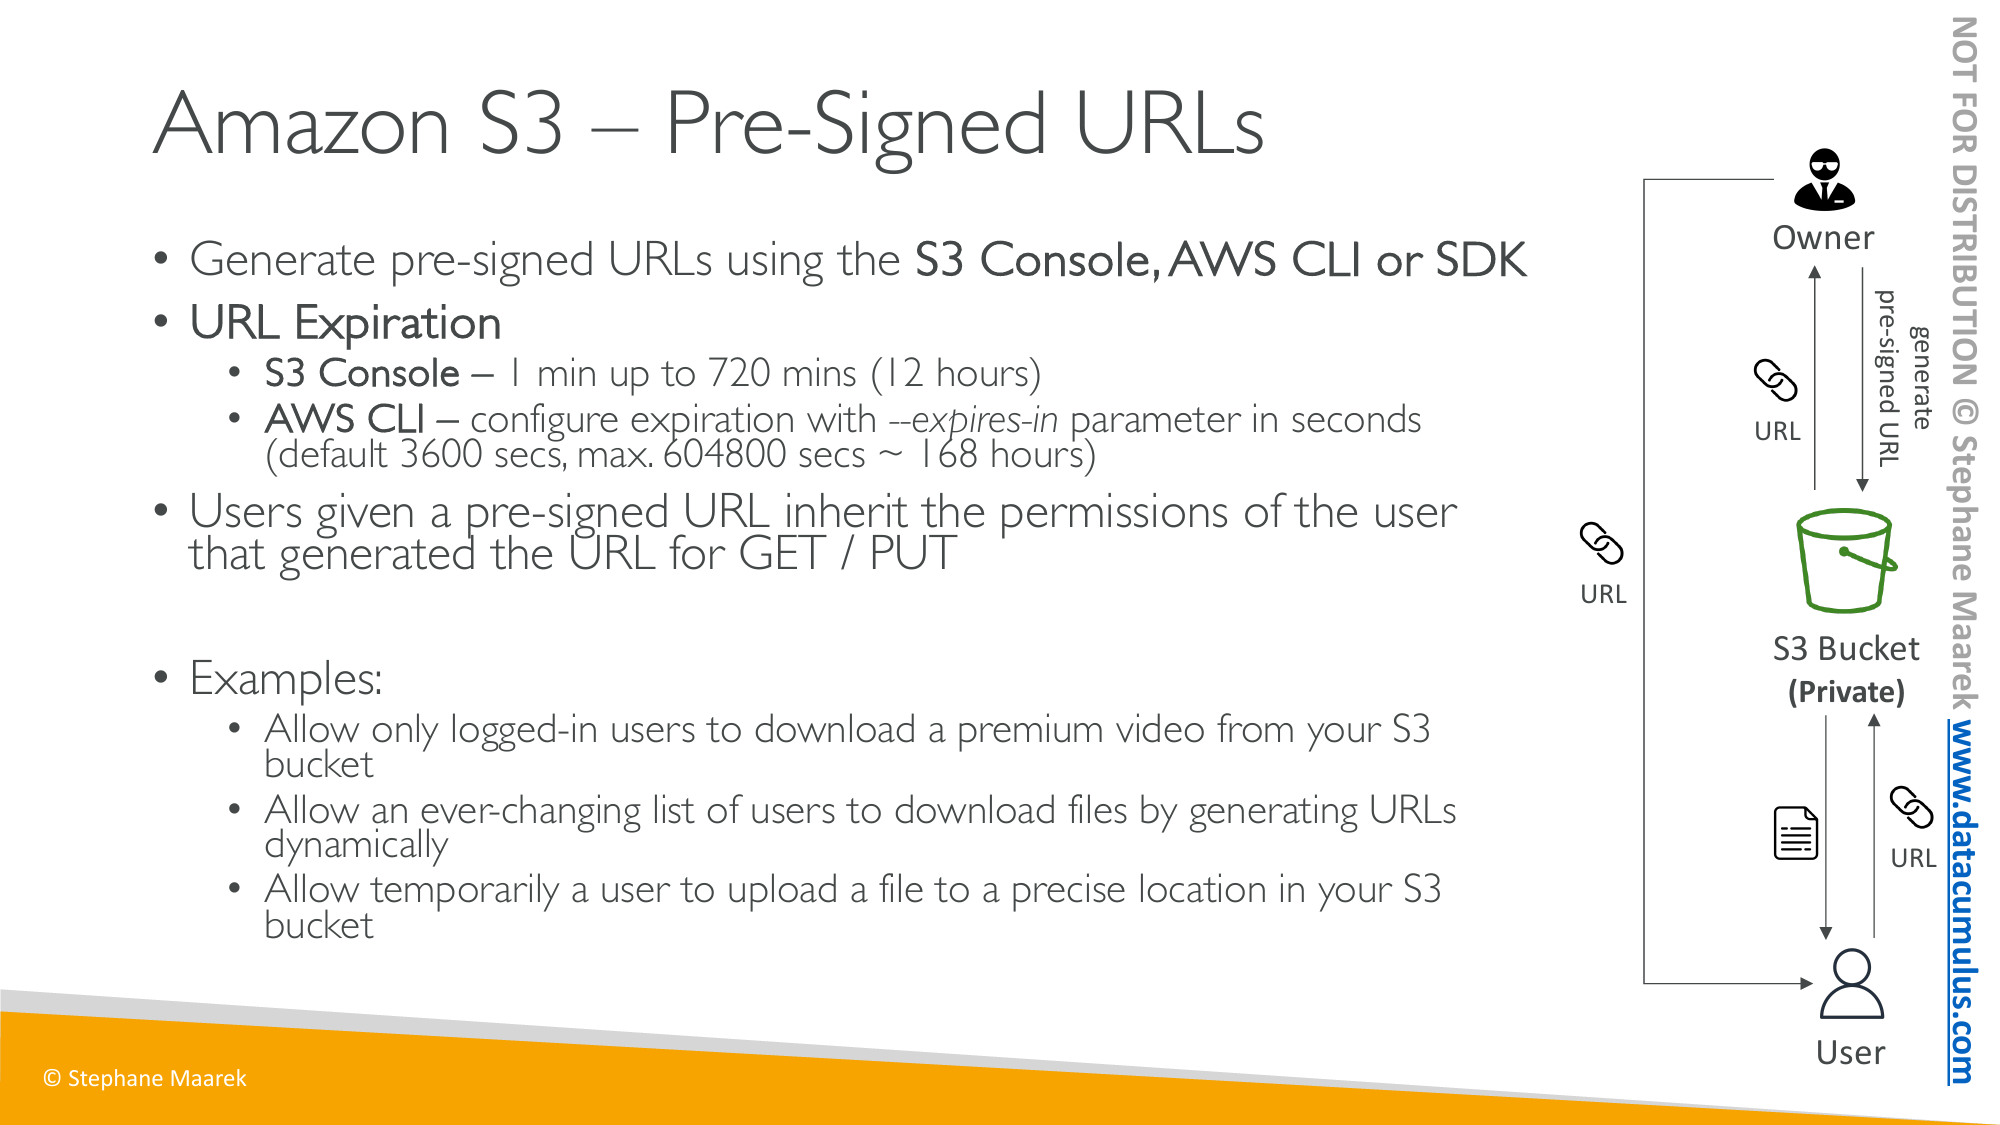 Amazon S3 – Pre-Signed URLs
• Generate pre-signed URLs using the S3 Console, AWS CLI or SDK
• URL Expiration
• S3 Console – 1 min up to 720 mins (12 hours)
• AWS CLI – configure expiration with --expires-in parameter in seconds
(default 3600 secs, max. 604800 secs ~ 168 hours)
• Users given a pre-signed URL inherit the permissions of the user
that generated the URL for GET / PUT
• Examples:
• Allow only logged-in users to download a premium video from your S3
bucket
• Allow an ever-changing list of users to download files by generating URLs
dynamically
• Allow temporarily a user to upload a file to a precise location in your S3
bucket
Owner
generate
pre-signed URL
URL
URL
S3 Bucket
(Private)
URL
User
NOT FOR DISTRIBUTION © Stephane Maarek www.datacumulus.com
© Stephane Maarek